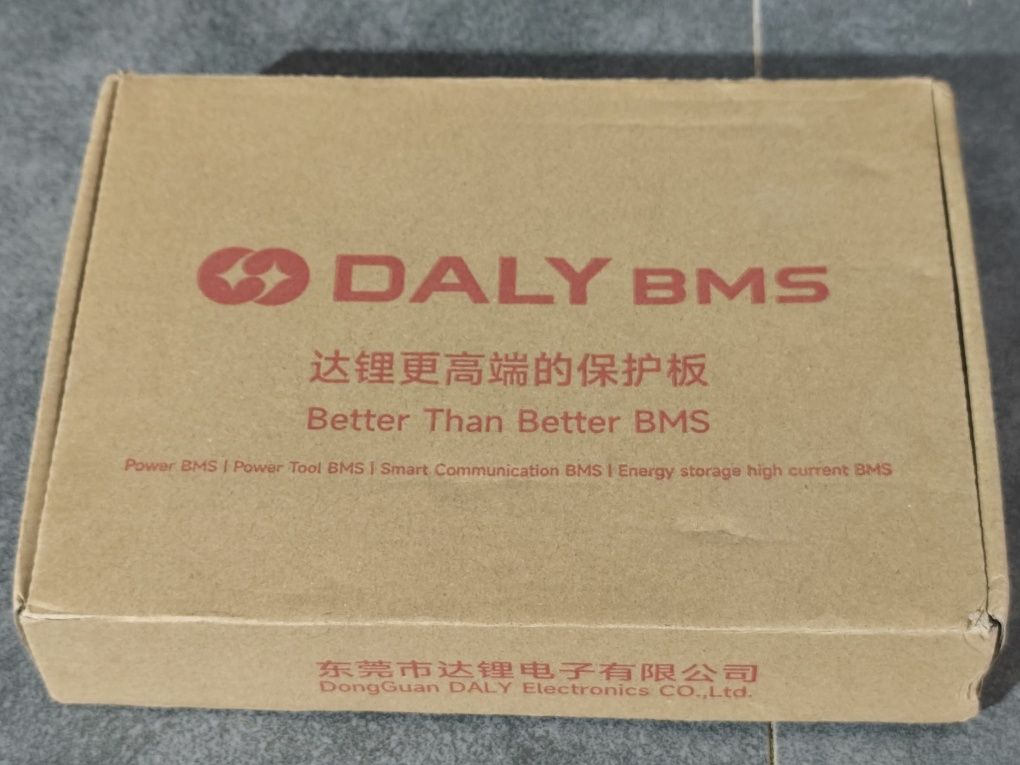 DALY BMS
达锂更高端的保护板
Better Than Better BMS
Power BMS | Power Tool BMS | Smart Communication BMS | Energy storage high current BMS
东莞市达锂电子有限公司
DongGuan DALY Electronics CO.,Ltd.